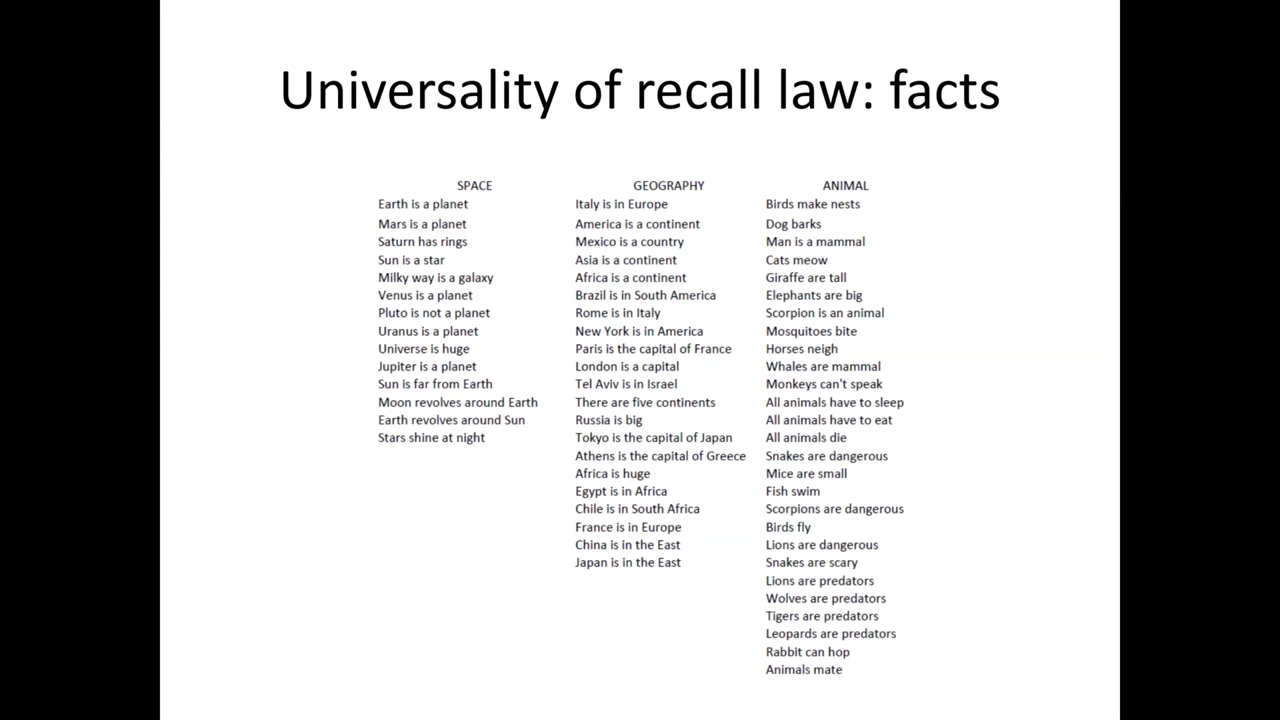 Universality of recall law: facts
SPACE
Earth is a planet
Mars is a planet
Saturn has rings
Sun is a star
Milky way is a galaxy
Venus is a planet
Pluto is not a planet
Uranus is a planet
Universe is huge
Jupiter is a planet
Sun is far from Earth
Moon revolves around Earth
Earth revolves around Sun
Stars shine at night
GEOGRAPHY
Italy is in Europe
America is a continent
Mexico is a country
Asia is a continent
Africa is a continent
Brazil is in South America
Rome is in Italy
New York is in America
Paris is the capital of France
London is a capital
Tel Aviv is in Israel
There are five continents
Russia is big
Tokyo is the capital of Japan
Athens is the capital of Greece
Africa is huge
Egypt is in Africa
Chile is in South Africa
France is in Europe
China is in the East
Japan is in the East
ANIMAL
Birds make nests
Dog barks
Man is a mammal
Cats meow
Giraffe are tall
Elephants are big
Scorpion is an animal
Mosquitoes bite
Horses neigh
Whales are mammal
Monkeys can't speak
All animals have to sleep
All animals have to eat
All animals die
Snakes are dangerous
Mice are small
Fish swim
Scorpions are dangerous
Birds fly
Lions are dangerous
Snakes are scary
Lions are predators
Wolves are predators
Tigers are predators
Leopards are predators
Rabbit can hop
Animals mate